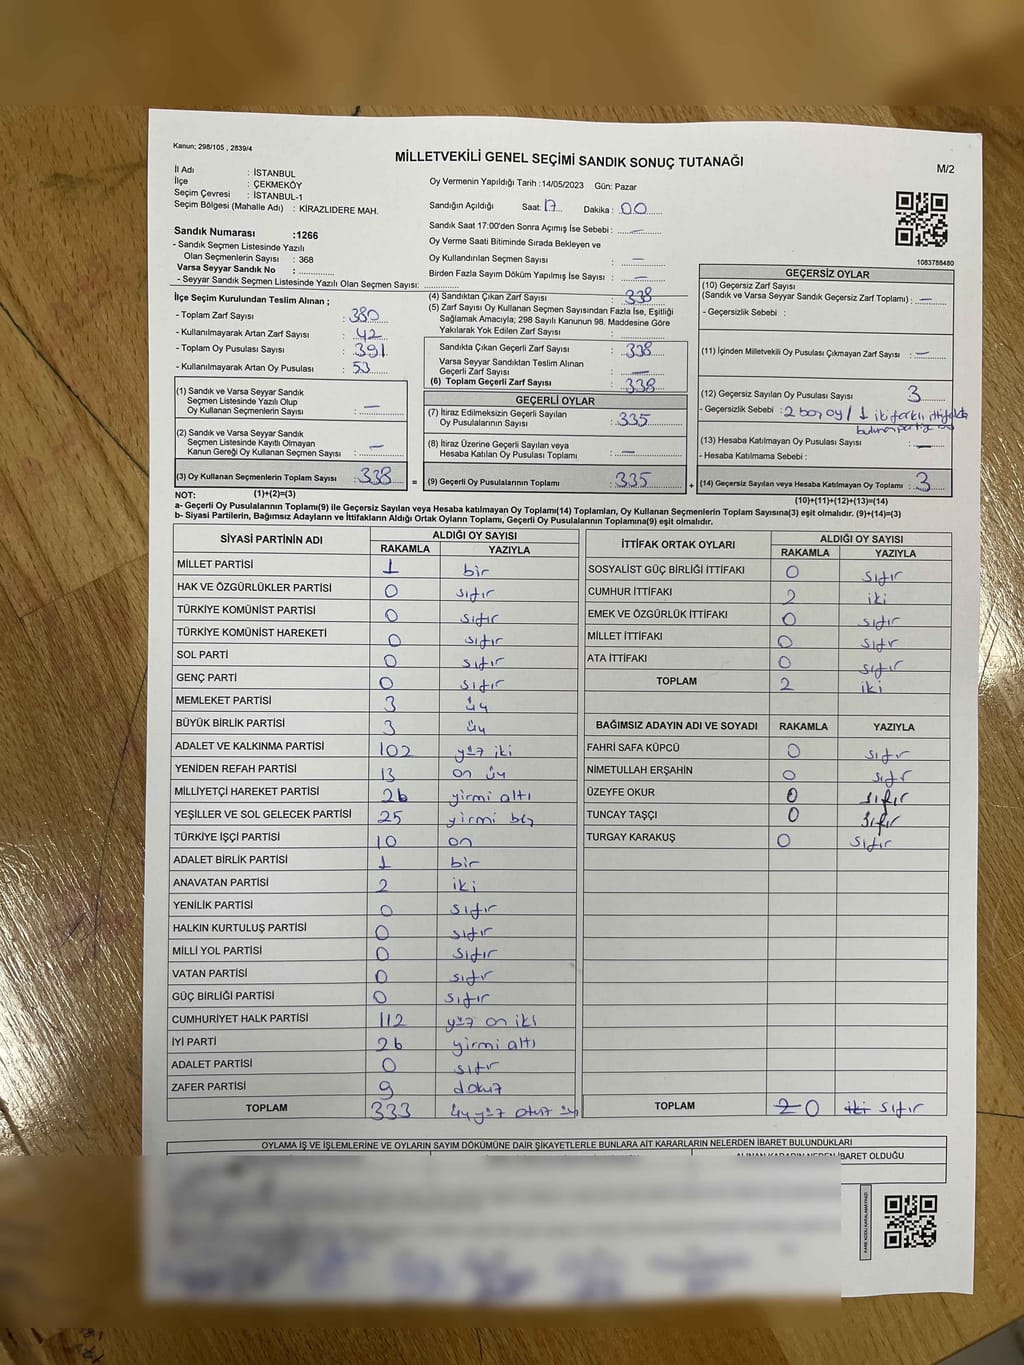 Kanun; 298/105 , 2839/4
MİLLETVEKİLİ GENEL SEÇİMİ SANDIK SONUÇ TUTANAĞI
M/2
İl Adı : İSTANBUL
İlçe : ÇEKMEKÖY
Seçim Çevresi : İSTANBUL-1
Seçim Bölgesi (Mahalle Adı) : KİRAZLIDERE MAH.
Sandık Numarası :1266
- Sandık Seçmen Listesinde Yazılı
Olan Seçmenlerin Sayısı : 368
Varsa Seyyar Sandık No : ..............
- Seyyar Sandık Seçmen Listesinde Yazılı Olan Seçmen Sayısı: ..............
Oy Vermenin Yapıldığı Tarih :14/05/2023 Gün: Pazar
Sandığın Açıldığı Saat: 17 Dakika : 00
Sandık Saat 17:00'den Sonra Açımış İse Sebebi : —
Oy Verme Saati Bitiminde Sırada Bekleyen ve
Oy Kullandırılan Seçmen Sayısı : —
Birden Fazla Sayım Döküm Yapılmış İse Sayısı : —
1083788480
İlçe Seçim Kurulundan Teslim Alınan ;
- Toplam Zarf Sayısı : 380
- Kullanılmayarak Artan Zarf Sayısı : 42
- Toplam Oy Pusulası Sayısı : 391
- Kullanılmayarak Artan Oy Pusulası : 53
(1) Sandık ve Varsa Seyyar Sandık
Seçmen Listesinde Yazılı Olup
Oy Kullanan Seçmenlerin Sayısı : —
(2) Sandık ve Varsa Seyyar Sandık
Seçmen Listesinde Kayıtlı Olmayan
Kanun Gereği Oy Kullanan Seçmen Sayısı : —
(3) Oy Kullanan Seçmenlerin Toplam Sayısı : 338 =
(4) Sandıktan Çıkan Zarf Sayısı : 338
(5) Zarf Sayısı Oy Kullanan Seçmen Sayısından Fazla İse, Eşitliği
Sağlamak Amacıyla; 298 Sayılı Kanunun 98. Maddesine Göre
Yakılarak Yok Edilen Zarf Sayısı : ..............
Sandıkta Çıkan Geçerli Zarf Sayısı : 338
Varsa Seyyar Sandıktan Teslim Alınan
Geçerli Zarf Sayısı : —
(6) Toplam Geçerli Zarf Sayısı : 338
GEÇERLİ OYLAR
(7) İtiraz Edilmeksizin Geçerli Sayılan
Oy Pusulalarının Sayısı : 335
(8) İtiraz Üzerine Geçerli Sayılan veya
Hesaba Katılan Oy Pusulası Toplamı : —
(9) Geçerli Oy Pusulalarının Toplamı : 335 +
GEÇERSİZ OYLAR
(10) Geçersiz Zarf Sayısı
(Sandık ve Varsa Seyyar Sandık Geçersiz Zarf Toplamı) : —
- Geçersizlik Sebebi :
(11) İçinden Milletvekili Oy Pusulası Çıkmayan Zarf Sayısı : —
(12) Geçersiz Sayılan Oy Pusulası Sayısı : 3
- Geçersizlik Sebebi : 2 boş oy / 1 iki farklı ittifakda
(13) Hesaba Katılmayan Oy Pusulası Sayısı : —
- Hesaba Katılmama Sebebi :
(14) Geçersiz Sayılan veya Hesaba Katılmayan Oy Toplamı : 3
NOT: (1)+(2)=(3)
(10)+(11)+(12)+(13)=(14)
a- Geçerli Oy Pusulalarının Toplamı(9) ile Geçersiz Sayılan veya Hesaba katılmayan Oy Toplamı(14) Toplamları, Oy Kullanan Seçmenlerin Toplam Sayısına(3) eşit olmalıdır. (9)+(14)=(3)
b- Siyasi Partilerin, Bağımsız Adayların ve İttifakların Aldığı Ortak Oyların Toplamı, Geçerli Oy Pusulalarının Toplamına(9) eşit olmalıdır.
SİYASİ PARTİNİN ADI ALDIĞI OY SAYISI
RAKAMLA YAZIYLA
MİLLET PARTİSİ 1 bir
HAK VE ÖZGÜRLÜKLER PARTİSİ 0 sıfır
TÜRKİYE KOMÜNİST PARTİSİ 0 sıfır
TÜRKİYE KOMÜNİST HAREKETİ 0 sıfır
SOL PARTİ 0 sıfır
GENÇ PARTİ 0 sıfır
MEMLEKET PARTİSİ 3 üç
BÜYÜK BİRLİK PARTİSİ 3 üç
ADALET VE KALKINMA PARTİSİ 102 yüz iki
YENİDEN REFAH PARTİSİ 13 on üç
MİLLİYETÇİ HAREKET PARTİSİ 26 yirmi altı
YEŞİLLER VE SOL GELECEK PARTİSİ 25 yirmi beş
TÜRKİYE İŞÇİ PARTİSİ 10 on
ADALET BİRLİK PARTİSİ 1 bir
ANAVATAN PARTİSİ 2 iki
YENİLİK PARTİSİ 0 sıfır
HALKIN KURTULUŞ PARTİSİ 0 sıfır
MİLLİ YOL PARTİSİ 0 sıfır
VATAN PARTİSİ 0 sıfır
GÜÇ BİRLİĞİ PARTİSİ 0 sıfır
CUMHURİYET HALK PARTİSİ 112 yüz on iki
İYİ PARTİ 26 yirmi altı
ADALET PARTİSİ 0 sıfır
ZAFER PARTİSİ 9 dokuz
TOPLAM 333 üç yüz otuz üç
İTTİFAK ORTAK OYLARI ALDIĞI OY SAYISI
RAKAMLA YAZIYLA
SOSYALİST GÜÇ BİRLİĞİ İTTİFAKI 0 sıfır
CUMHUR İTTİFAKI 2 iki
EMEK VE ÖZGÜRLÜK İTTİFAKI 0 sıfır
MİLLET İTTİFAKI 0 sıfır
ATA İTTİFAKI 0 sıfır
TOPLAM 2 iki
BAĞIMSIZ ADAYIN ADI VE SOYADI RAKAMLA YAZIYLA
FAHRİ SAFA KÜPCÜ 0 sıfır
NİMETULLAH ERŞAHİN 0 sıfır
ÜZEYFE OKUR 0 sıfır
TUNCAY TAŞÇI 0 sıfır
TURGAY KARAKUŞ 0 sıfır
TOPLAM 2 0 iki sıfır
OYLAMA İŞ VE İŞLEMLERİNE VE OYLARIN SAYIM DÖKÜMÜNE DAİR ŞİKAYETLERLE BUNLARA AİT KARARLARIN NELERDEN İBARET BULUNDUKLARI
ALINAN KARARIN NEDEN İBARET OLDUĞU